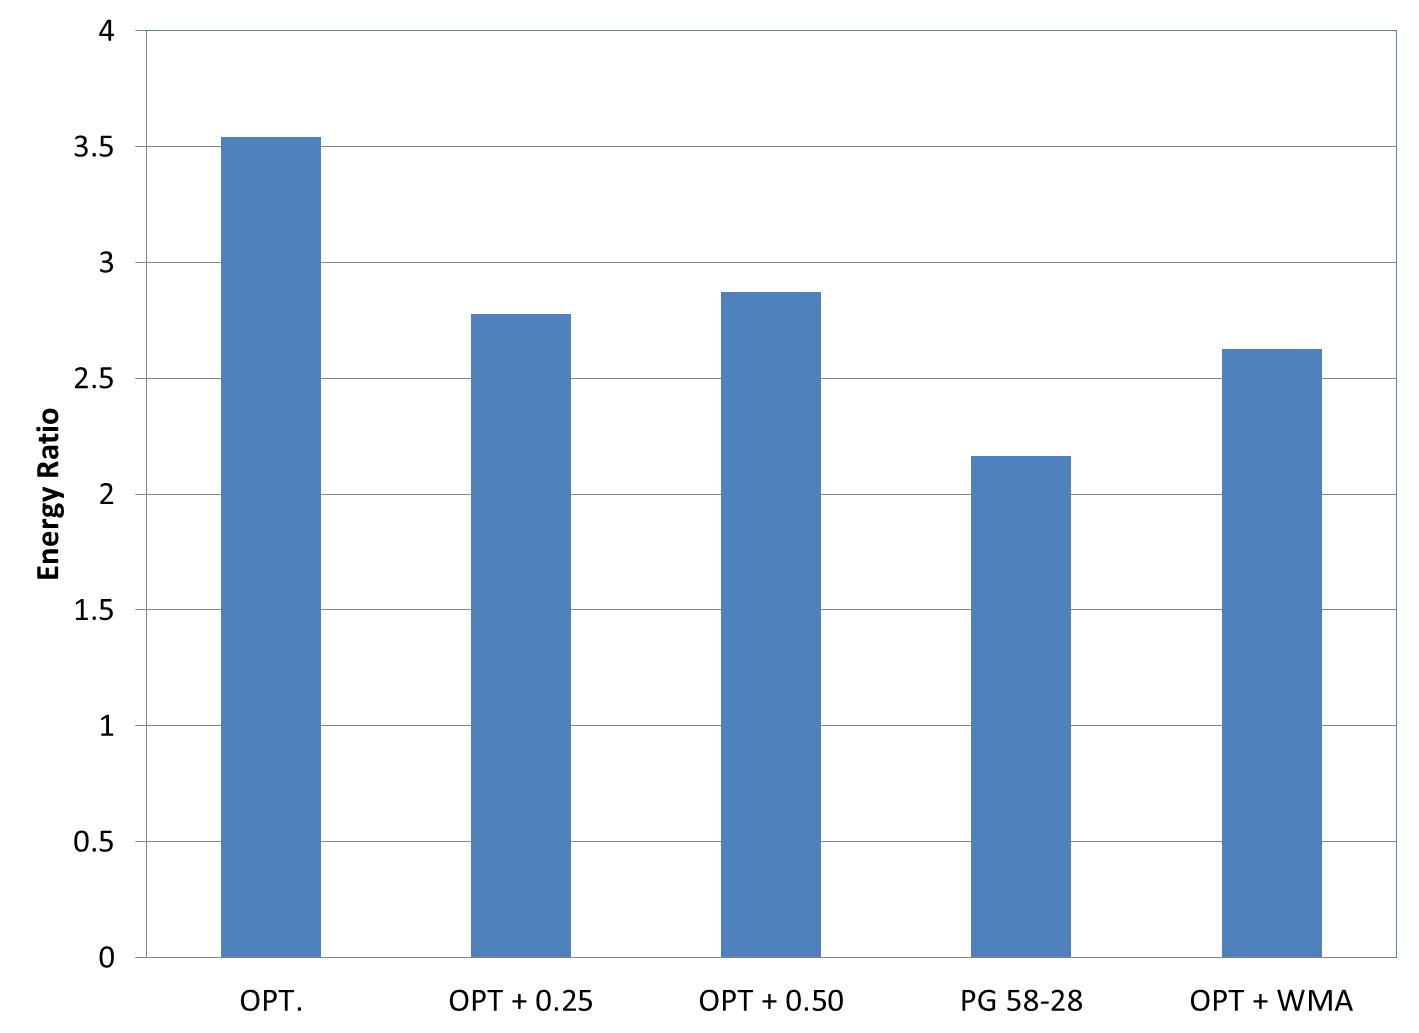 4
3.5
3
2.5
2
1.5
1
0.5
0
Energy Ratio
OPT.
OPT + 0.25
OPT + 0.50
PG 58-28
OPT + WMA